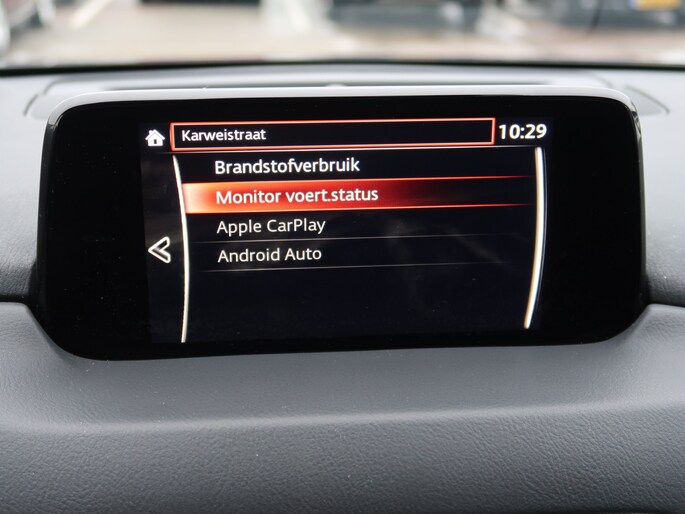 Karweistraat
10:29
Brandstofverbruik
Monitor voert.status
Apple CarPlay
Android Auto